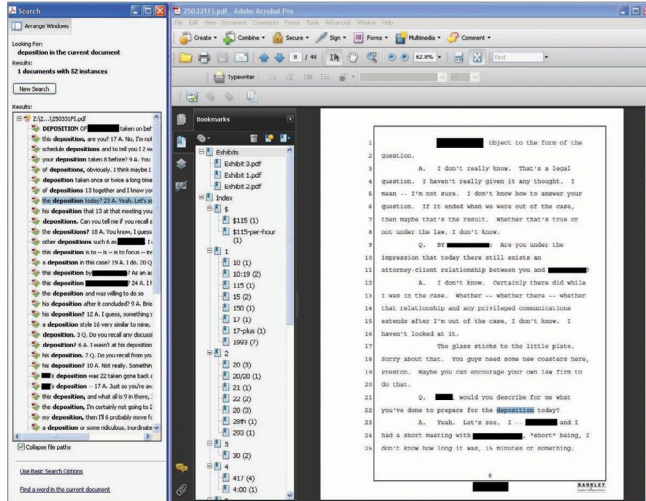 Search
Arrange Windows
Looking For:
deposition in the current document
Results:
1 documents with 52 instances
New Search
Results:
Z:\Z...\250331f1.pdf
DEPOSITION OF taken on beh
this deposition, are you? 17 A. No, I'm not
schedule depositions and to tell you I 2 w
your deposition taken 8 before? 9 A. You
of depositions, obviously. I think maybe 1
deposition taken once or twice a long time
of depositions 13 together and I know you
the deposition today? 23 A. Yeah. Let's se
his deposition that 13 at that meeting you
depositions. Can you tell me if you recall a
the depositions? 18 A. You know, I guess
other depositions such 6 as
this deposition is to -- is -- is to focus -- ire
a deposition in this case? 19 A. I do. 20 Q
this deposition by ? As an ac
this deposition ? 24 A. I h
the deposition and was willing to do so
his deposition after it concluded? 9 A. Brie
his deposition? 12 A. I guess, something s
a deposition style 16 very similar to mine,
deposition. 3 Q. Do you recall any discussi
deposition? 6 A. I wasn't at his deposition
his deposition. 7 Q. Do you recall from you
his deposition? 10 A. Not really. Somethin
's deposition was 22 taken gone back a
's deposition -- 17 A. Just so you're aw
this deposition, and what all is 9 in there,
the deposition, I'm certainly not going to 2
my deposition, then I'll 6 probably move fo
a deposition or some ridiculous, inordinate
Collapse file paths
Use Basic Search Options
Find a word in the current document
250331F1.pdf - Adobe Acrobat Pro
File Edit View Document Comments Forms Tools Advanced Window Help
Create Combine Secure Sign Forms Multimedia Comment
8 / 48 62.8% Find
Typewriter
Bookmarks
Exhibits
Exhibit 3.pdf
Exhibit 1.pdf
Exhibit 2.pdf
Index
$
$115 (1)
$115-per-hour
(1)
1
10 (1)
10:19 (2)
115 (1)
15 (2)
150 (1)
17 (1)
17-plus (1)
1993 (7)
2
20 (3)
20/20 (1)
21 (1)
22 (2)
28 (3)
28th (1)
293 (1)
3
30 (2)
4
417 (4)
4:00 (1)
1 Object to the form of the
2 question.
3 A. I don't really know. That's a legal
4 question. I haven't really given it any thought. I
5 mean -- I'm not sure. I don't know how to answer your
6 question. If it ended when we were out of the case,
7 then maybe that's the result. Whether that's true or
8 not under the law, I don't know.
9 Q. BY : Are you under the
10 impression that today there still exists an
11 attorney-client relationship between you and ?
12 A. I don't know. Certainly there did while
13 I was in the case. Whether -- whether there -- whether
14 that relationship and any privileged communications
15 extends after I'm out of the case, I don't know. I
16 haven't looked at it.
17 The glass sticks to the little plate.
18 Sorry about that. You guys need some new coasters here,
19 Preston. Maybe you can encourage your own law firm to
20 do that.
21 Q. , would you describe for me what
22 you've done to prepare for the deposition today?
23 A. Yeah. Let's see. I -- and I
24 had a short meeting with , "short" being, I
25 don't know how long it was, 15 minutes or something.
8
BARKLEY